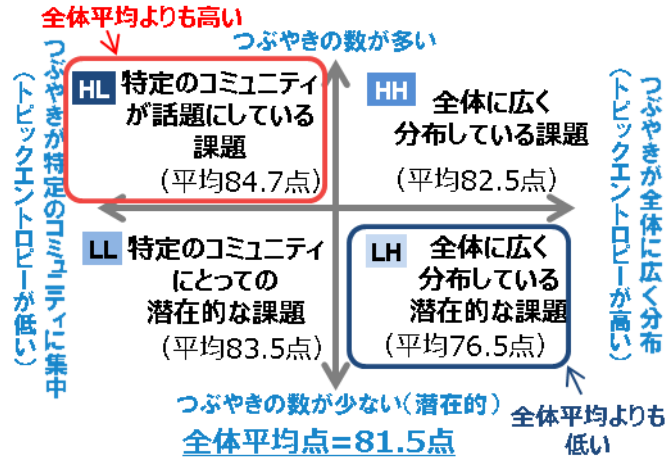 全体平均よりも高い
つぶやきの数が多い
つぶやきが特定のコミュニティに集中
(トピックエントロピーが低い)
HL 特定のコミュニティ
が話題にしている
課題
(平均84.7点)
HH 全体に広く
分布している課題
(平均82.5点)
つぶやきが全体に広く分布
(トピックエントロピーが高い)
LL 特定のコミュニティ
にとっての
潜在的な課題
(平均83.5点)
LH 全体に広く
分布している
潜在的な課題
(平均76.5点)
つぶやきの数が少ない(潜在的)
全体平均点=81.5点
全体平均よりも
低い